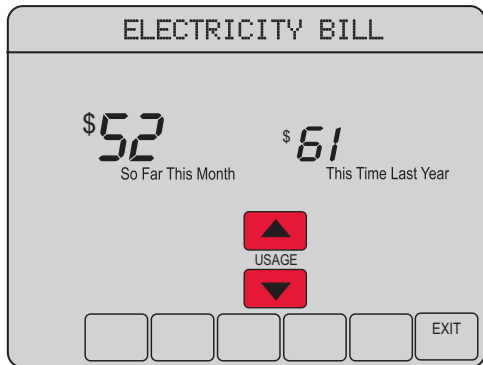 ELECTRICITY BILL
$52
So Far This Month
$61
This Time Last Year
USAGE
EXIT